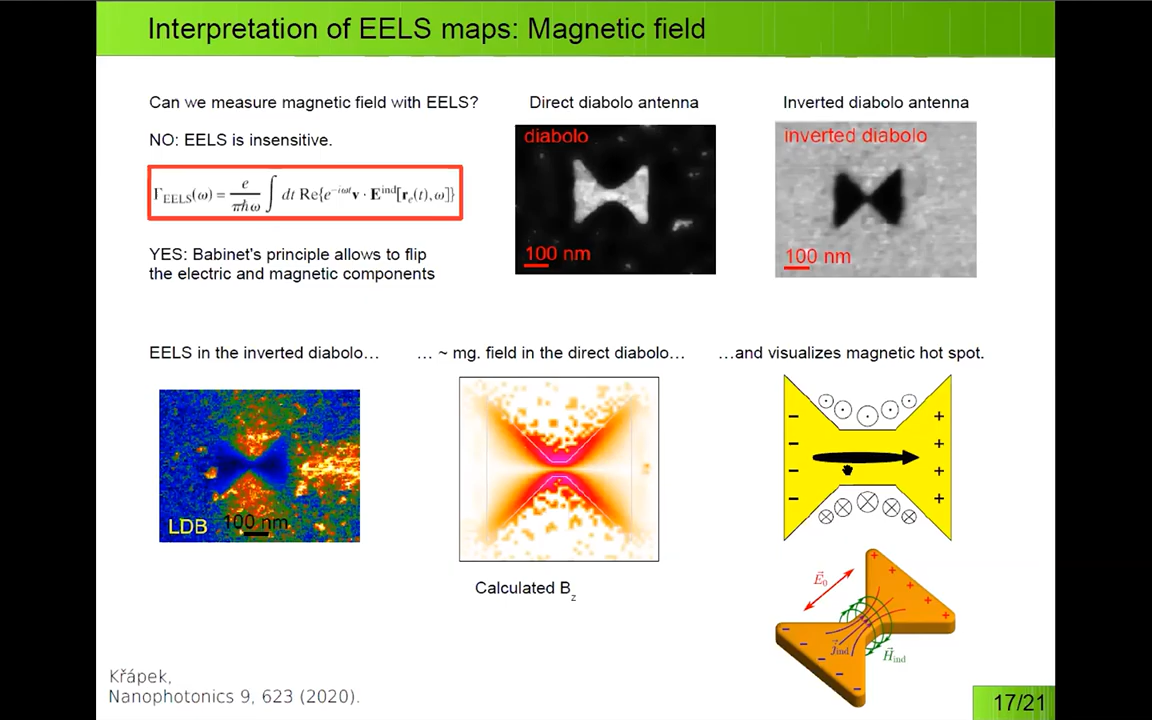 Interpretation of EELS maps: Magnetic field
Can we measure magnetic field with EELS?
NO: EELS is insensitive.
Γ_EELS(ω) = e/πħω ∫ dt Re{e^{−iωt} v · E^ind[r_e(t), ω]}
YES: Babinet's principle allows to flip
the electric and magnetic components
Direct diabolo antenna
diabolo
100 nm
Inverted diabolo antenna
inverted diabolo
100 nm
EELS in the inverted diabolo…
LDB
100 nm
… ~ mg. field in the direct diabolo…
Calculated B_z
…and visualizes magnetic hot spot.
− +
− +
− +
− +
E⃗_0
j⃗_ind
H⃗_ind
Křápek,
Nanophotonics 9, 623 (2020).
17/21